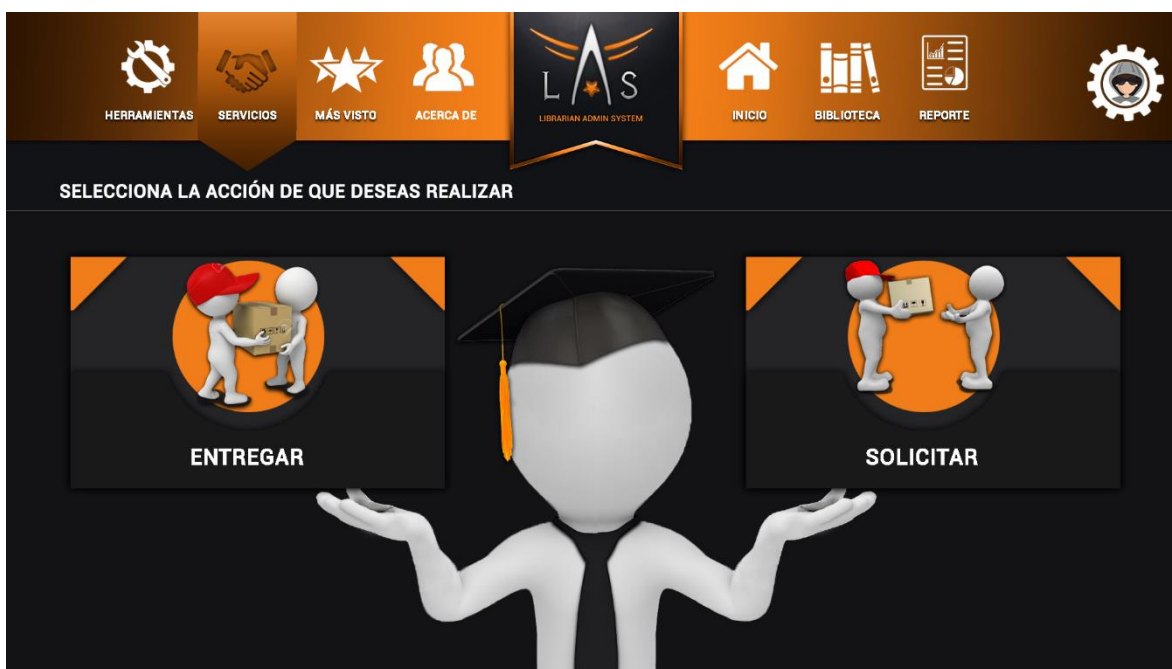 HERRAMIENTAS
SERVICIOS
MÁS VISTO
ACERCA DE
LAS
LIBRARIAN ADMIN SYSTEM
INICIO
BIBLIOTECA
REPORTE
SELECCIONA LA ACCIÓN DE QUE DESEAS REALIZAR
ENTREGAR
SOLICITAR